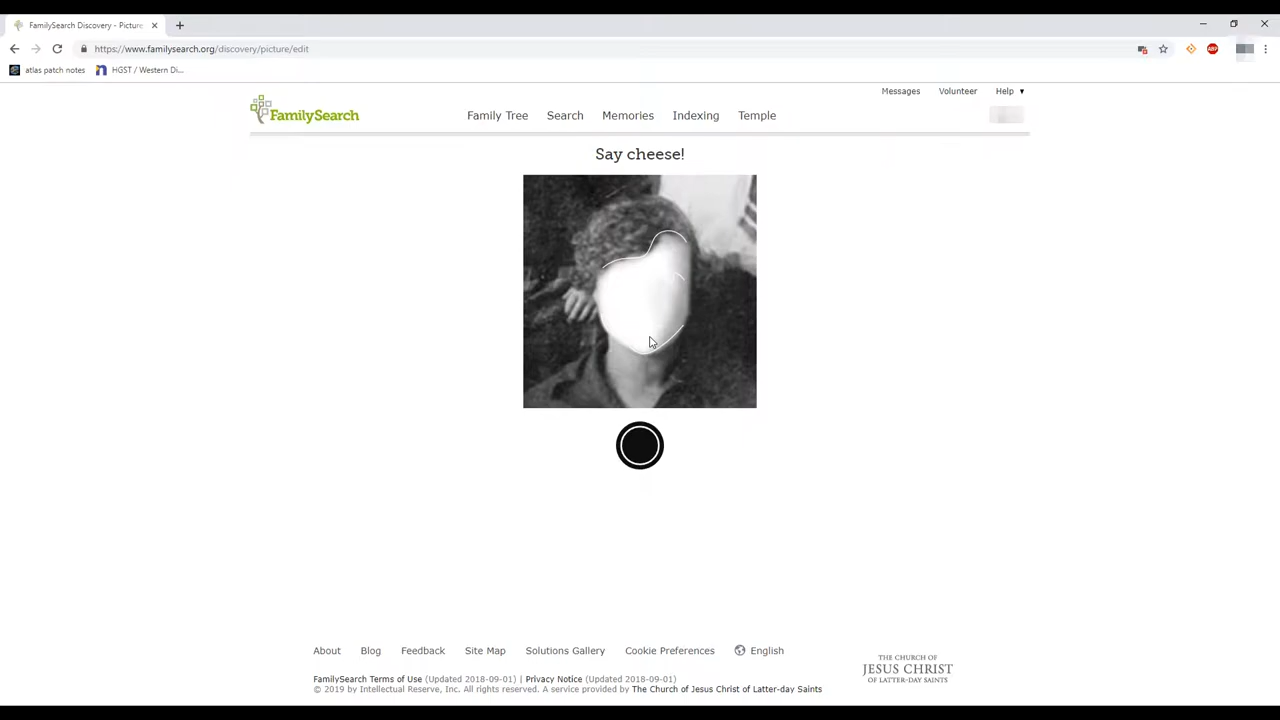 FamilySearch Discovery - Picture
https://www.familysearch.org/discovery/picture/edit
ABP
atlas patch notes
HGST / Western Di...
Messages Volunteer Help
FamilySearch
Family Tree Search Memories Indexing Temple
Say cheese!
About Blog Feedback Site Map Solutions Gallery Cookie Preferences English
THE CHURCH OF
JESUS CHRIST
OF LATTER-DAY SAINTS
FamilySearch Terms of Use (Updated 2018-09-01) | Privacy Notice (Updated 2018-09-01)
© 2019 by Intellectual Reserve, Inc. All rights reserved. A service provided by The Church of Jesus Christ of Latter-day Saints